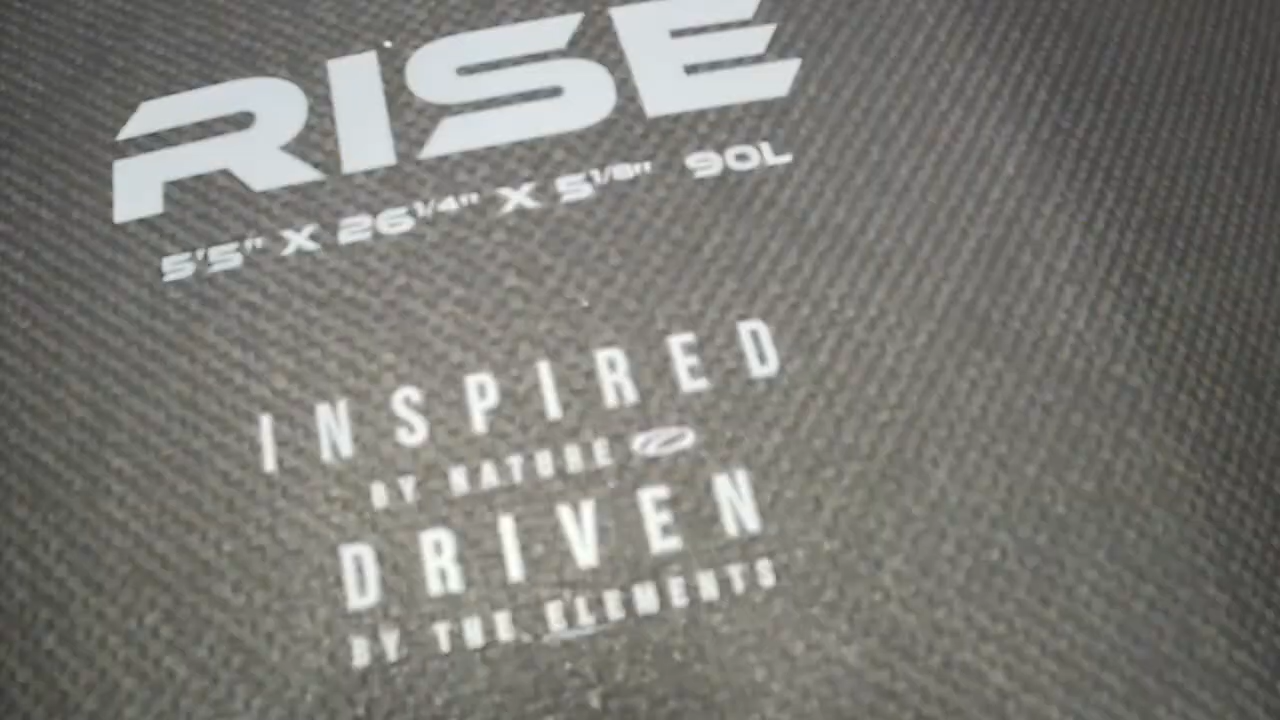 RISE
5'5" X 26 1/4" X 5 1/8" 90L
INSPIRED
BY NATURE
DRIVEN
BY THE ELEMENTS